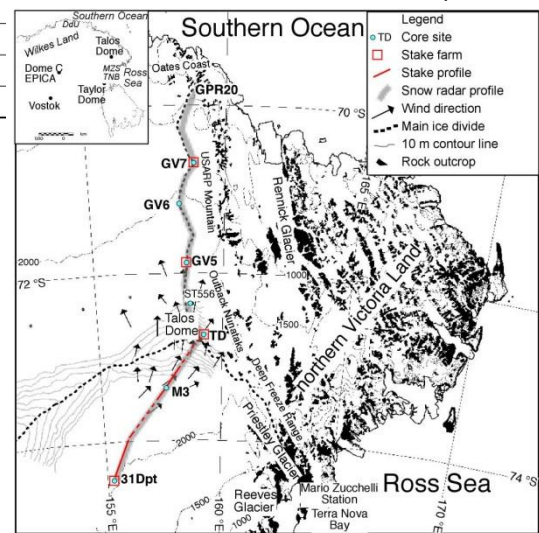 Southern Ocean
DdU
Wilkes Land
Talos
Dome
Dome C
EPICA
MZS
TNB
Ross
Sea
Taylor
Dome
Vostok
Southern Ocean
Oates Coast
Legend
TD Core site
Stake farm
Stake profile
Snow radar profile
Wind direction
Main ice divide
10 m contour line
Rock outcrop
GPR20
70 °S
GV7
USARP Mountain
165
Rennick Glacier
GV6
2000
72 °S
GV5
1000
ST556
Outback Nunataks
Talos
Dome
1500
TD
northern Victoria Land
72 °S
M3
Deep Freeze Range
Priestley Glacier
2000
Ross Sea
74 °S
31Dpt
155 °E
1500
160 °E
Reeves
Glacier
1000
Mario Zucchelli
Station
Terra Nova
Bay
170 °E